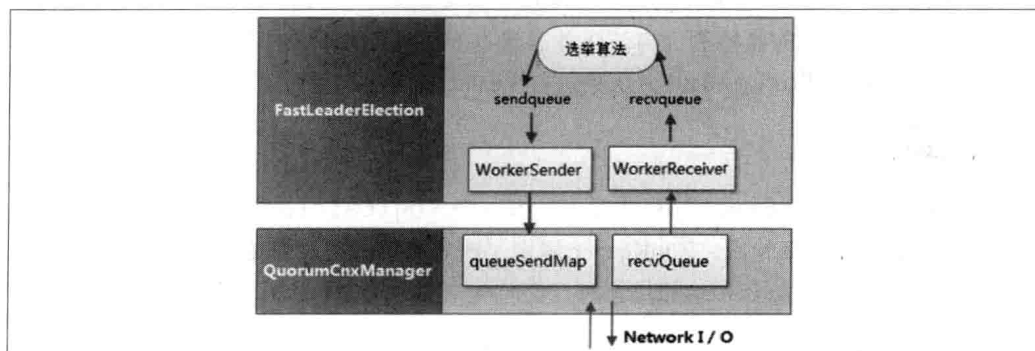 选举算法
sendqueue recvqueue
FastLeaderElection
WorkerSender WorkerReceiver
QuorumCnxManager queueSendMap recvQueue
Network I / O